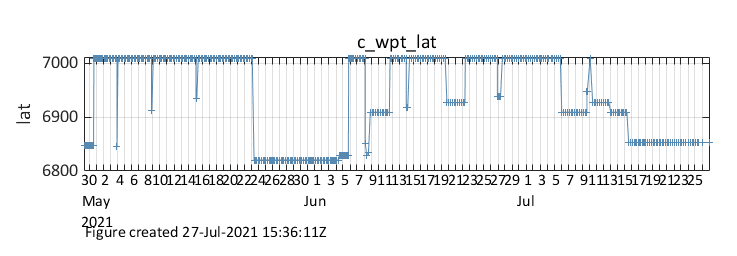 c_wpt_lat
7000
6900
6800
lat
30 2 4 6 8 10 12 14 16 18 20 22 24 26 28 30 1 3 5 7 9 11 13 15 17 19 21 23 25 27 29 1 3 5 7 9 11 13 15 17 19 21 23 25
May Jun Jul
2021
Figure created 27-Jul-2021 15:36:11Z